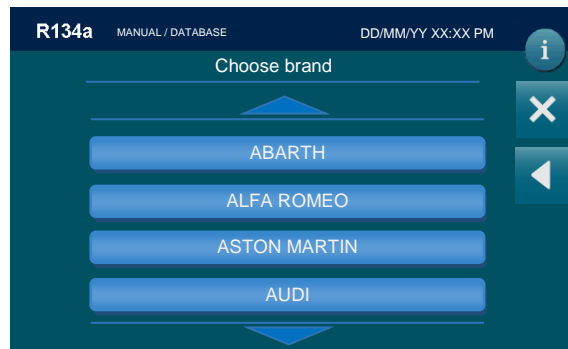 R134a MANUAL / DATABASE DD/MM/YY XX:XX PM
i
Choose brand
ABARTH
ALFA ROMEO
ASTON MARTIN
AUDI